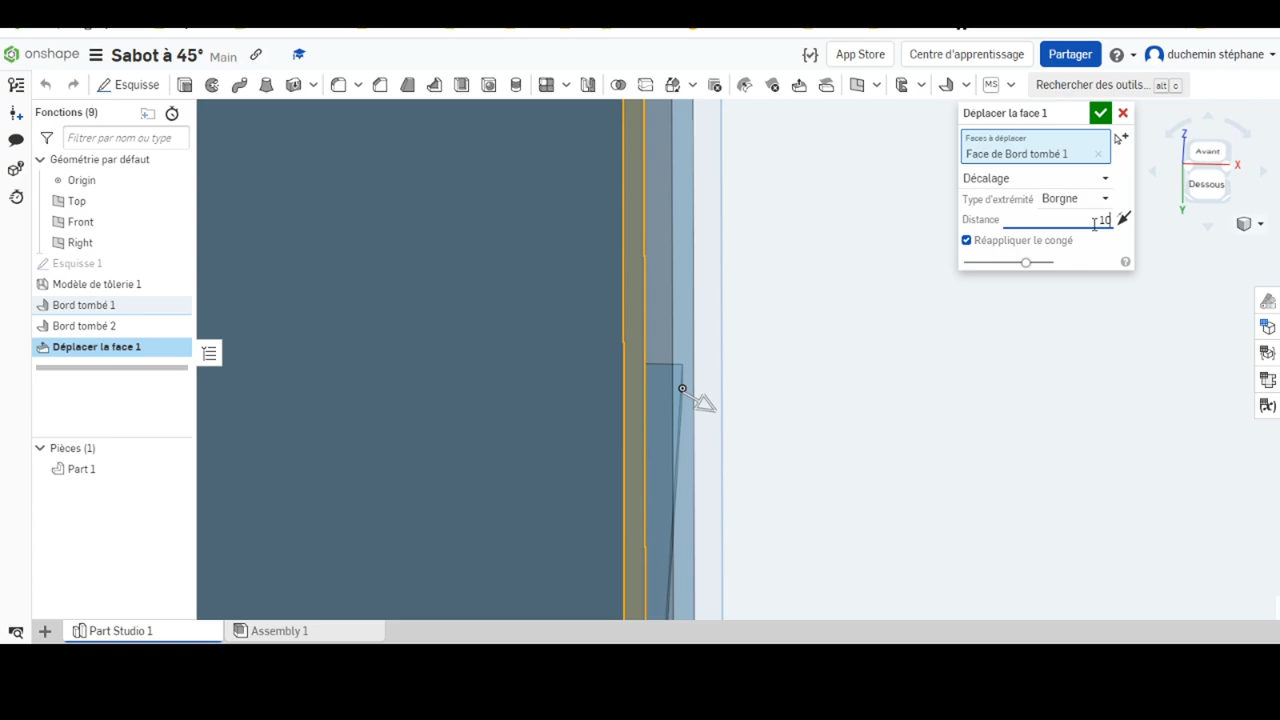 onshape Sabot à 45° Main App Store Centre d'apprentissage Partager duchemin stéphane
Esquisse MS Rechercher des outils... alt c
Fonctions (9)
Filtrer par nom ou type
Géométrie par défaut
Origin
Top
Front
Right
Esquisse 1
Modèle de tôlerie 1
Bord tombé 1
Bord tombé 2
Déplacer la face 1
Pièces (1)
Part 1
Déplacer la face 1
Faces à déplacer
Face de Bord tombé 1
Décalage
Type d'extrémité Borgne
Distance 10
Réappliquer le congé
Z
Avant
X
Dessous
Y
Part Studio 1 Assembly 1